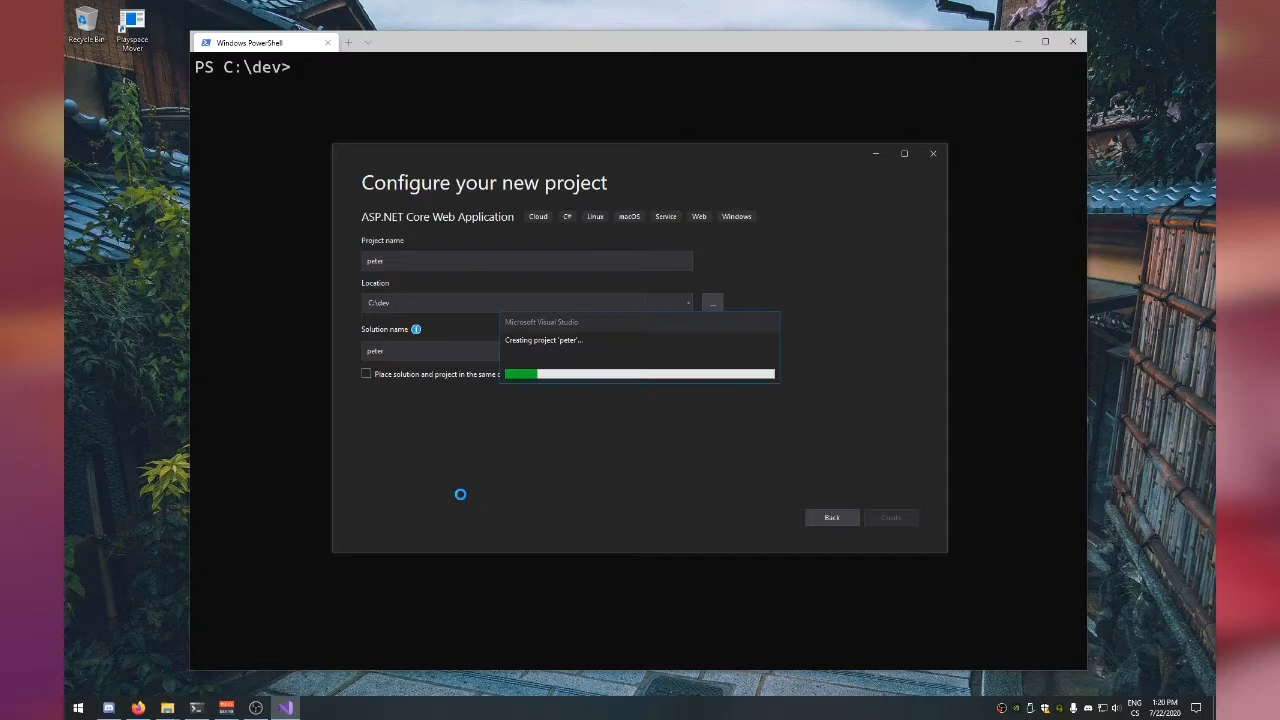 Recycle Bin
Playspace
Mover
Windows PowerShell
PS C:\dev>
Configure your new project
ASP.NET Core Web Application Cloud C# Linux macOS Service Web Windows
Project name
peter
Location
C:\dev
...
Solution name
peter
Place solution and project in the same
Microsoft Visual Studio
Creating project 'peter'...
Back
Create
ENG
CS
1:20 PM
7/22/2020